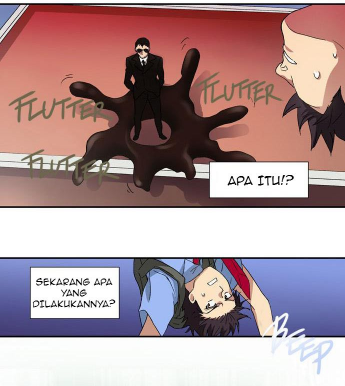 FLUTTER
FLUTTER
FLUTTER
APA ITU!?
SEKARANG APA
YANG
DILAKUKANNYA?
BEEP